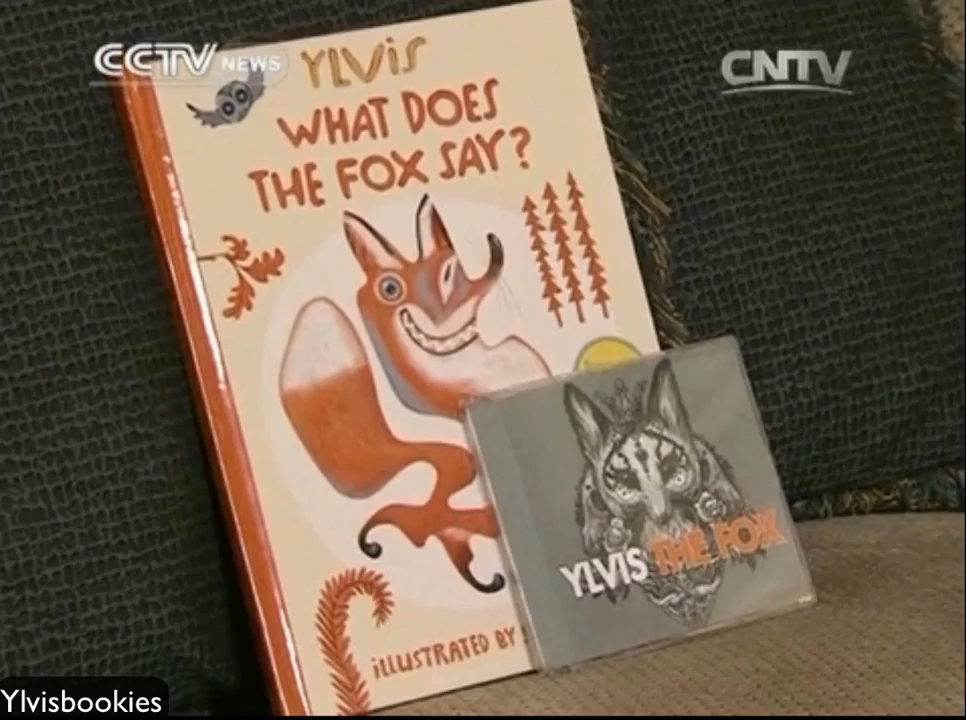 CCTV NEWS
CNTV
YLVIS
WHAT DOES
THE FOX SAY?
ILLUSTRATED BY
YLVIS THE FOX
Ylvisbookies